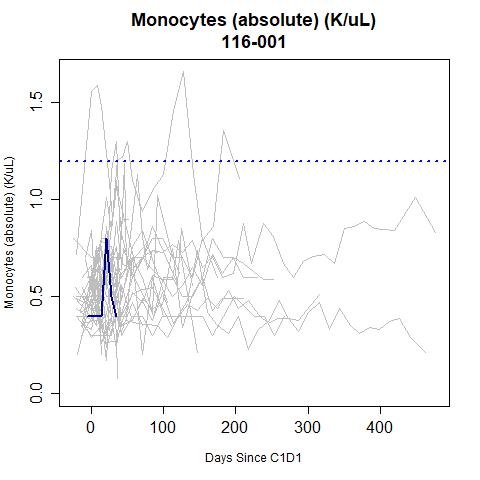 Monocytes (absolute) (K/uL)
116-001
Monocytes (absolute) (K/uL)
1.5
1.0
0.5
0.0
0 100 200 300 400
Days Since C1D1